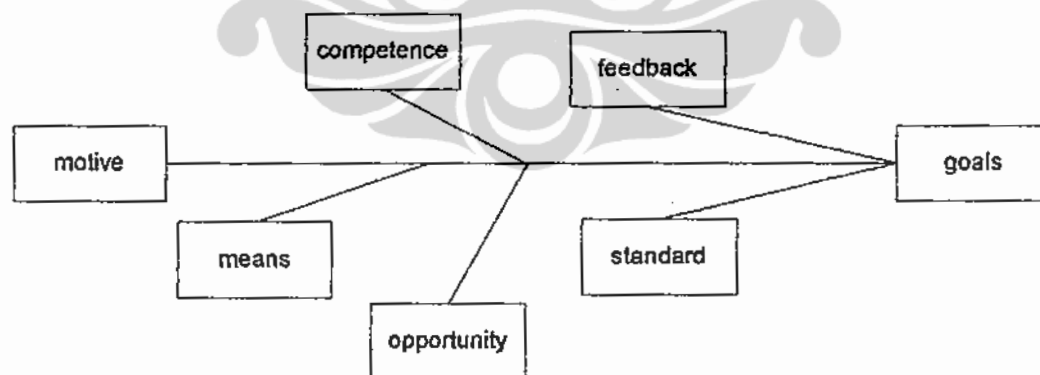 competence
feedback
motive
goals
means
standard
opportunity